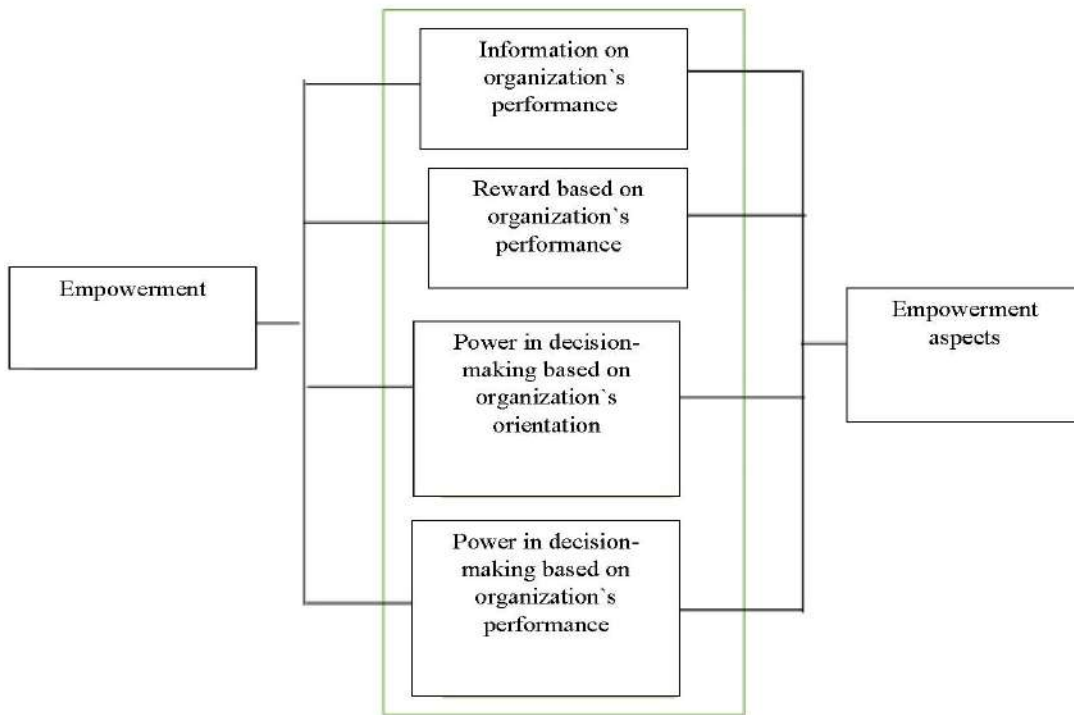 Information on
organization`s
performance
Reward based on
organization`s
performance
Empowerment
Power in decision-
making based on
organization`s
orientation
Empowerment
aspects
Power in decision-
making based on
organization`s
performance